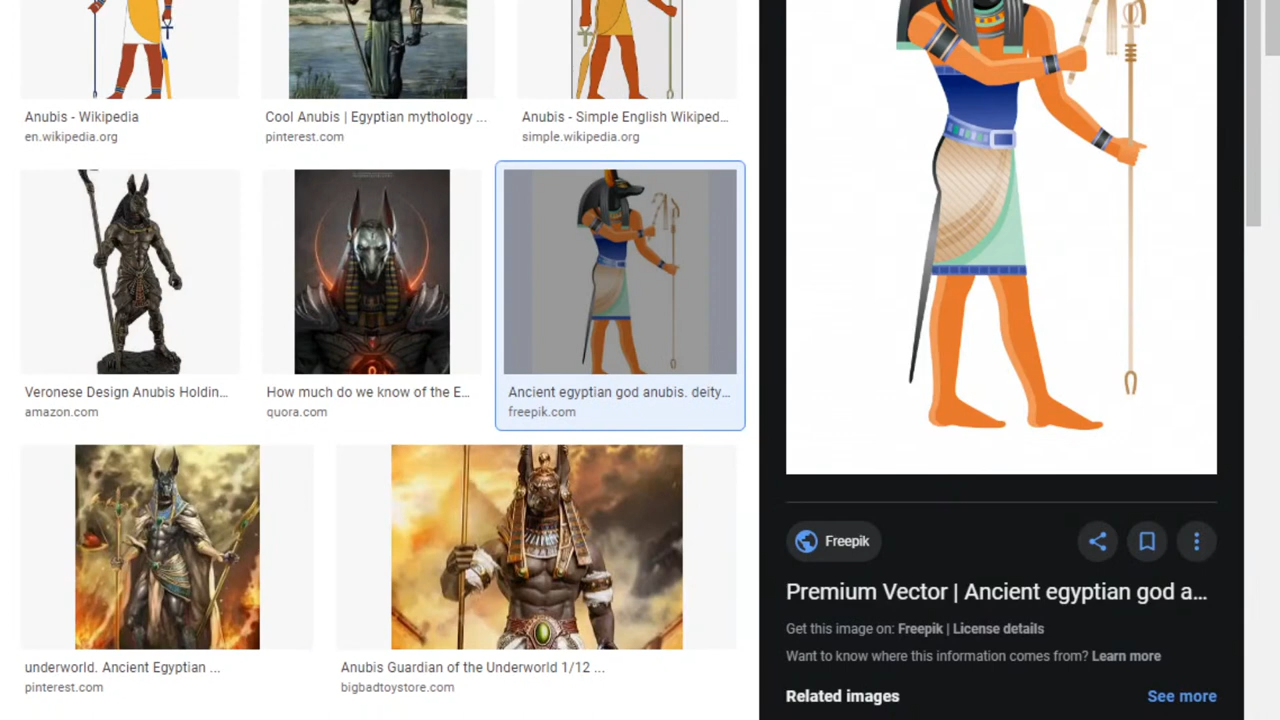 Anubis - Wikipedia
en.wikipedia.org
Cool Anubis | Egyptian mythology ...
pinterest.com
Anubis - Simple English Wikiped...
simple.wikipedia.org
Veronese Design Anubis Holdin...
amazon.com
How much do we know of the E...
quora.com
Ancient egyptian god anubis. deity...
freepik.com
underworld. Ancient Egyptian ...
pinterest.com
Anubis Guardian of the Underworld 1/12 ...
bigbadtoystore.com
Freepik
Premium Vector | Ancient egyptian god a...
Get this image on: Freepik | License details
Want to know where this information comes from? Learn more
Related images
See more